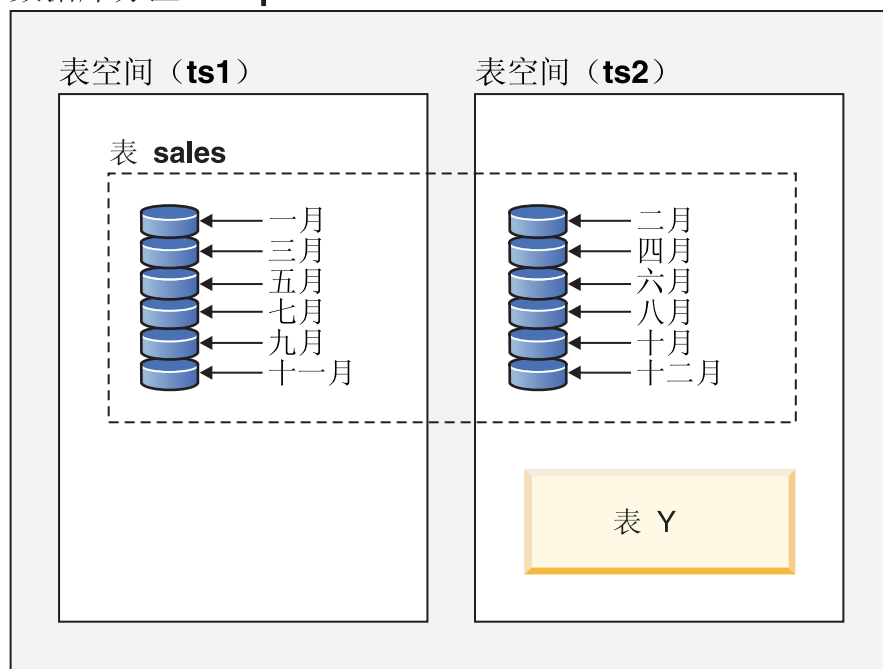 表空间（ts1）
表空间（ts2）
表 sales
一月
三月
五月
七月
九月
十一月
二月
四月
六月
八月
十月
十二月
表 Y